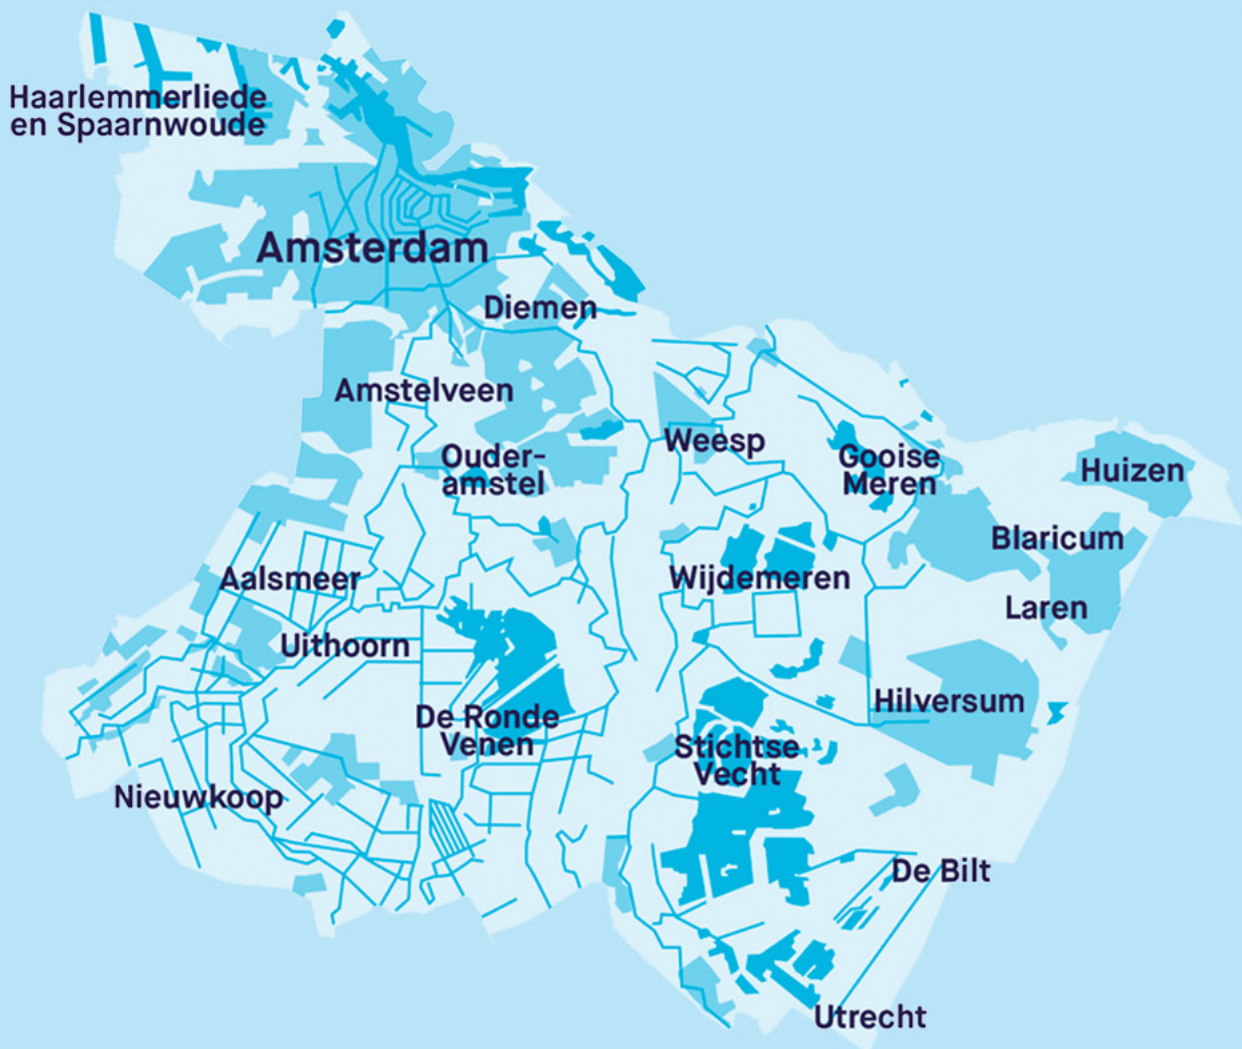 Haarlemmerliede
en Spaarnwoude
Amsterdam
Diemen
Amstelveen
Weesp
Ouder-
amstel
Gooise
Meren
Huizen
Blaricum
Aalsmeer
Wijdemeren
Laren
Uithoorn
Hilversum
De Ronde
Venen
Stichtse
Vecht
Nieuwkoop
De Bilt
Utrecht